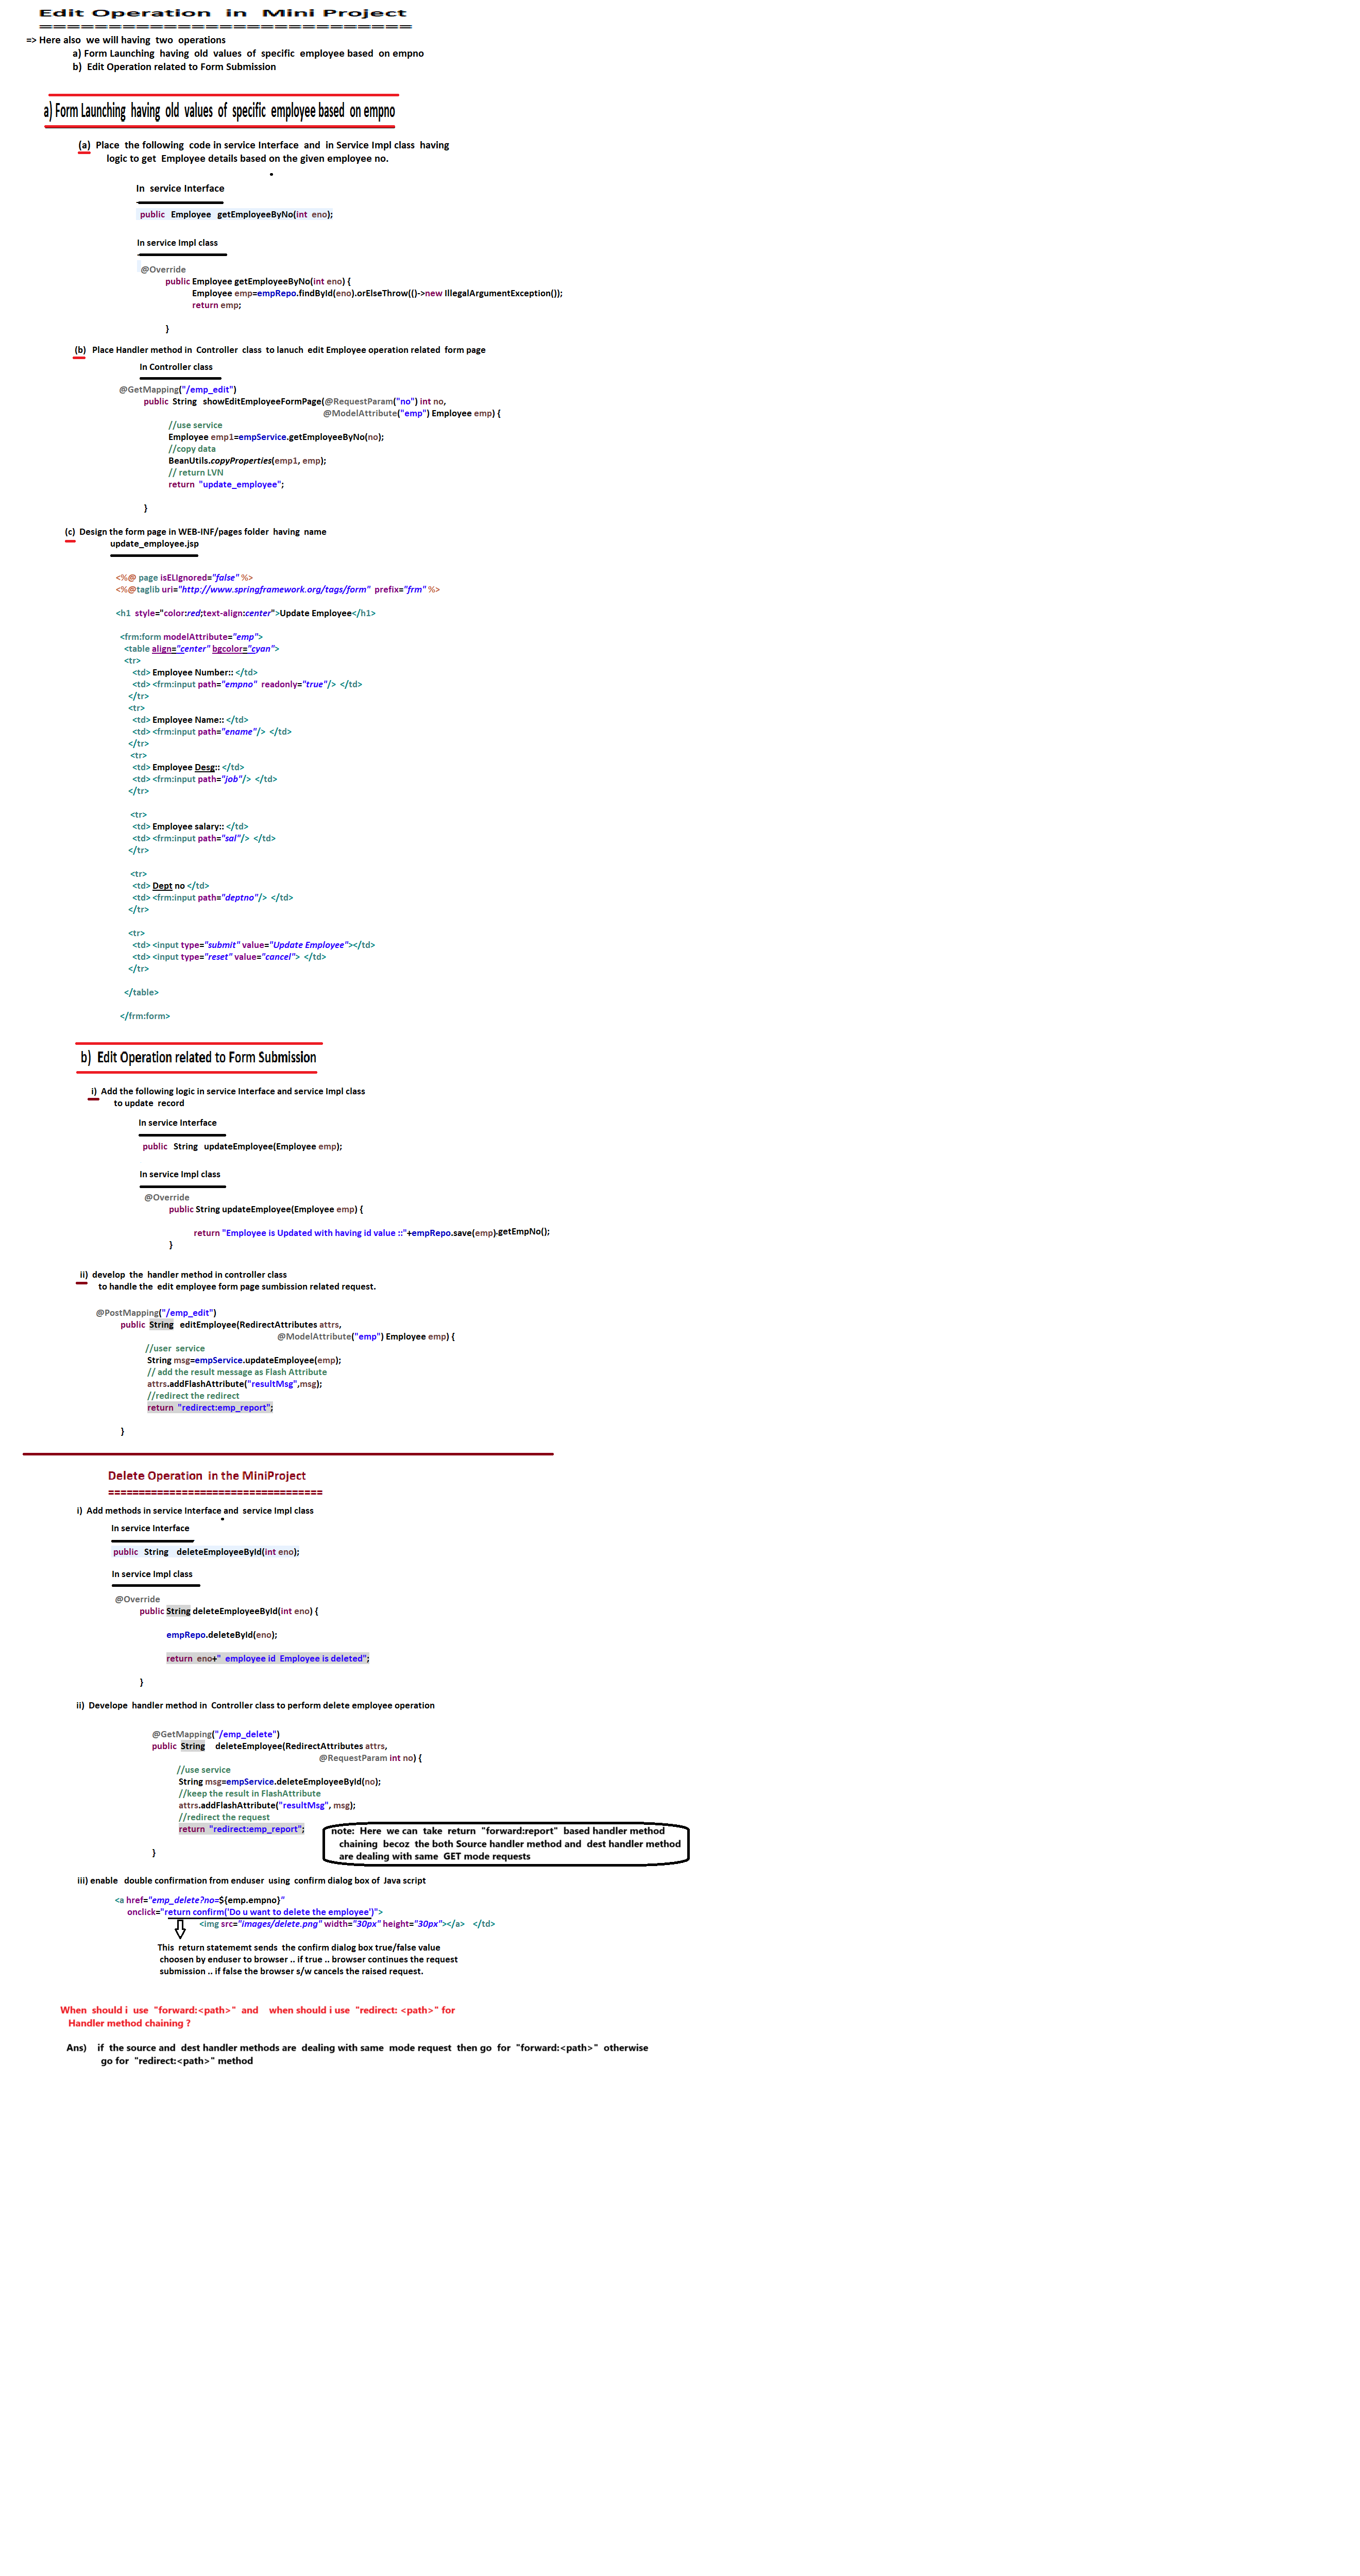 Edit Operation in Mini Project
==============================
=> Here also we will having two operations
a) Form Launching having old values of specific employee based on empno
b) Edit Operation related to Form Submission
a) Form Launching having old values of specific employee based on empno
(a) Place the following code in service Interface and in Service Impl class having
logic to get Employee details based on the given employee no.
In service Interface
public Employee getEmployeeByNo(int eno);
In service Impl class
@Override
public Employee getEmployeeByNo(int eno) {
Employee emp=empRepo.findById(eno).orElseThrow(()->new IllegalArgumentException());
return emp;
}
(b) Place Handler method in Controller class to lanuch edit Employee operation related form page
In Controller class
@GetMapping("/emp_edit")
public String showEditEmployeeFormPage(@RequestParam("no") int no,
@ModelAttribute("emp") Employee emp) {
//use service
Employee emp1=empService.getEmployeeByNo(no);
//copy data
BeanUtils.copyProperties(emp1, emp);
// return LVN
return "update_employee";
}
(c) Design the form page in WEB-INF/pages folder having name
update_employee.jsp
<%@ page isELIgnored="false" %>
<%@taglib uri="http://www.springframework.org/tags/form" prefix="frm" %>
<h1 style="color:red;text-align:center">Update Employee</h1>
<frm:form modelAttribute="emp">
<table align="center" bgcolor="cyan">
<tr>
<td> Employee Number:: </td>
<td> <frm:input path="empno" readonly="true"/> </td>
</tr>
<tr>
<td> Employee Name:: </td>
<td> <frm:input path="ename"/> </td>
</tr>
<tr>
<td> Employee Desg:: </td>
<td> <frm:input path="job"/> </td>
</tr>
<tr>
<td> Employee salary:: </td>
<td> <frm:input path="sal"/> </td>
</tr>
<tr>
<td> Dept no </td>
<td> <frm:input path="deptno"/> </td>
</tr>
<tr>
<td> <input type="submit" value="Update Employee"></td>
<td> <input type="reset" value="cancel"> </td>
</tr>
</table>
</frm:form>
b) Edit Operation related to Form Submission
i) Add the following logic in service Interface and service Impl class
to update record
In service Interface
public String updateEmployee(Employee emp);
In service Impl class
@Override
public String updateEmployee(Employee emp) {
return "Employee is Updated with having id value ::"+empRepo.save(emp).getEmpNo();
}
ii) develop the handler method in controller class
to handle the edit employee form page sumbission related request.
@PostMapping("/emp_edit")
public String editEmployee(RedirectAttributes attrs,
@ModelAttribute("emp") Employee emp) {
//user service
String msg=empService.updateEmployee(emp);
// add the result message as Flash Attribute
attrs.addFlashAttribute("resultMsg",msg);
//redirect the redirect
return "redirect:emp_report";
}
Delete Operation in the MiniProject
===================================
i) Add methods in service Interface and service Impl class
In service Interface
public String deleteEmployeeById(int eno);
In service Impl class
@Override
public String deleteEmployeeById(int eno) {
empRepo.deleteById(eno);
return eno+" employee id Employee is deleted";
}
ii) Develope handler method in Controller class to perform delete employee operation
@GetMapping("/emp_delete")
public String deleteEmployee(RedirectAttributes attrs,
@RequestParam int no) {
//use service
String msg=empService.deleteEmployeeById(no);
//keep the result in FlashAttribute
attrs.addFlashAttribute("resultMsg", msg);
//redirect the request
return "redirect:emp_report";
}
note: Here we can take return "forward:report" based handler method
chaining becoz the both Source handler method and dest handler method
are dealing with same GET mode requests
iii) enable double confirmation from enduser using confirm dialog box of Java script
<a href="emp_delete?no=${emp.empno}"
onclick="return confirm('Do u want to delete the employee')">
<img src="images/delete.png" width="30px" height="30px"></a> </td>
This return statememt sends the confirm dialog box true/false value
choosen by enduser to browser .. if true .. browser continues the request
submission .. if false the browser s/w cancels the raised request.
When should i use "forward:<path>" and when should i use "redirect: <path>" for
Handler method chaining ?
Ans) if the source and dest handler methods are dealing with same mode request then go for "forward:<path>" otherwise
go for "redirect:<path>" method